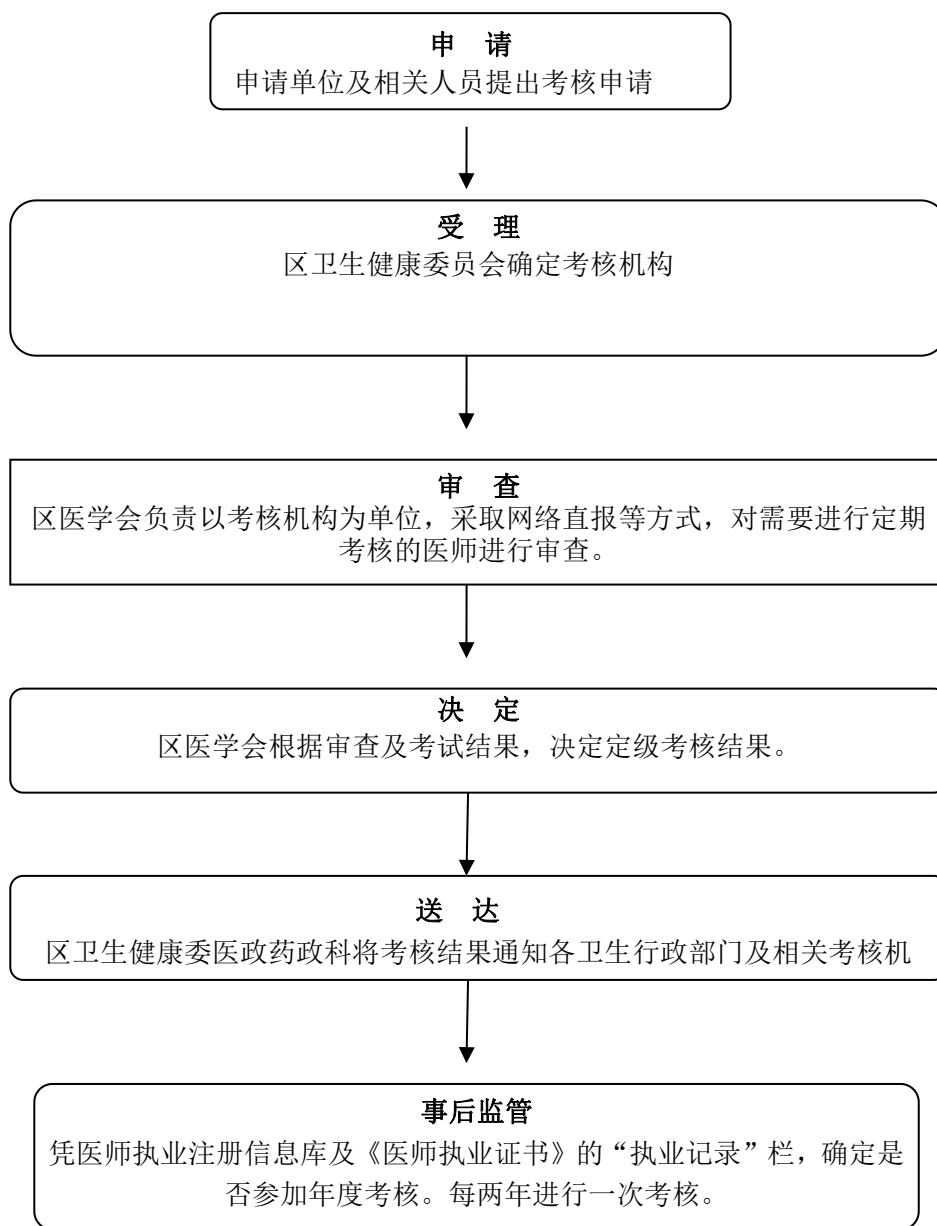 申 请
申请单位及相关人员提出考核申请
受 理
区卫生健康委员会确定考核机构
审 查
区医学会负责以考核机构为单位，采取网络直报等方式，对需要进行定期
考核的医师进行审查。
决 定
区医学会根据审查及考试结果，决定定级考核结果。
送 达
区卫生健康委医政药政科将考核结果通知各卫生行政部门及相关考核机
事后监管
凭医师执业注册信息库及《医师执业证书》的“执业记录”栏，确定是
否参加年度考核。每两年进行一次考核。